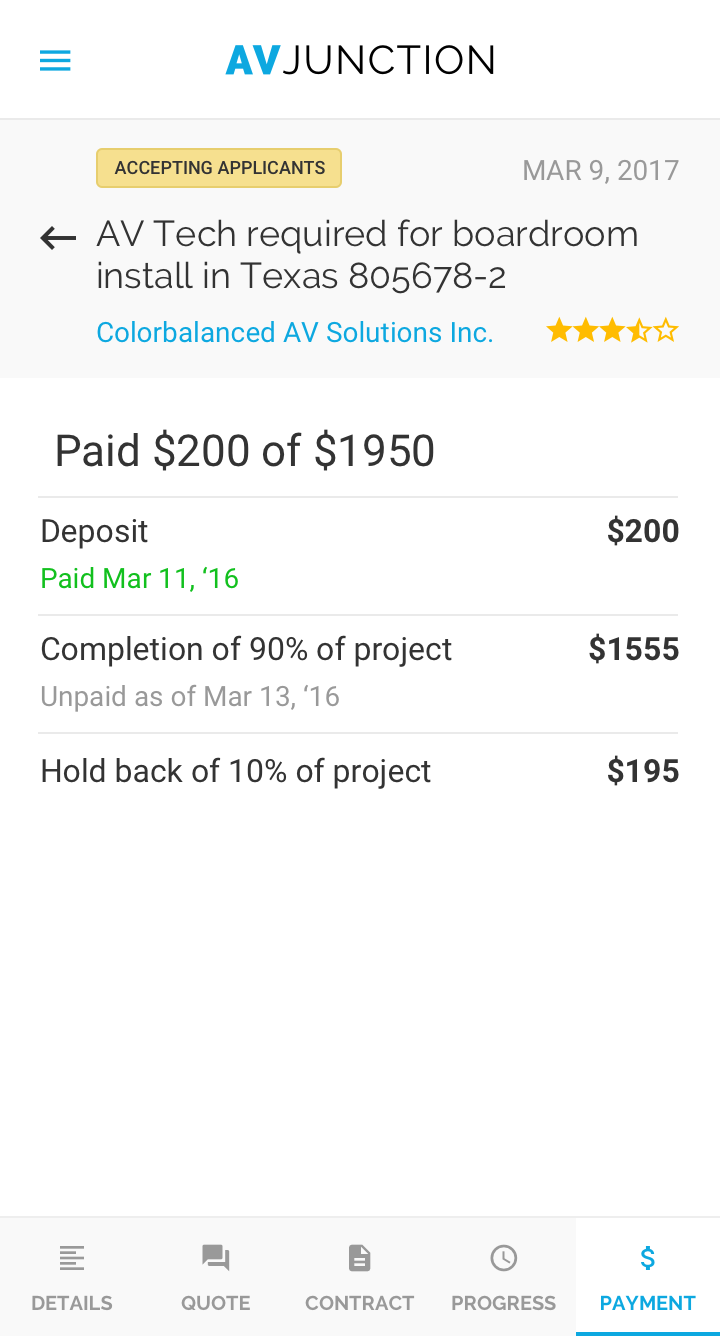 AVJUNCTION
ACCEPTING APPLICANTS
MAR 9, 2017
AV Tech required for boardroom
install in Texas 805678-2
Colorbalanced AV Solutions Inc.
Paid $200 of $1950
Deposit $200
Paid Mar 11, ‘16
Completion of 90% of project $1555
Unpaid as of Mar 13, ‘16
Hold back of 10% of project $195
DETAILS QUOTE CONTRACT PROGRESS PAYMENT